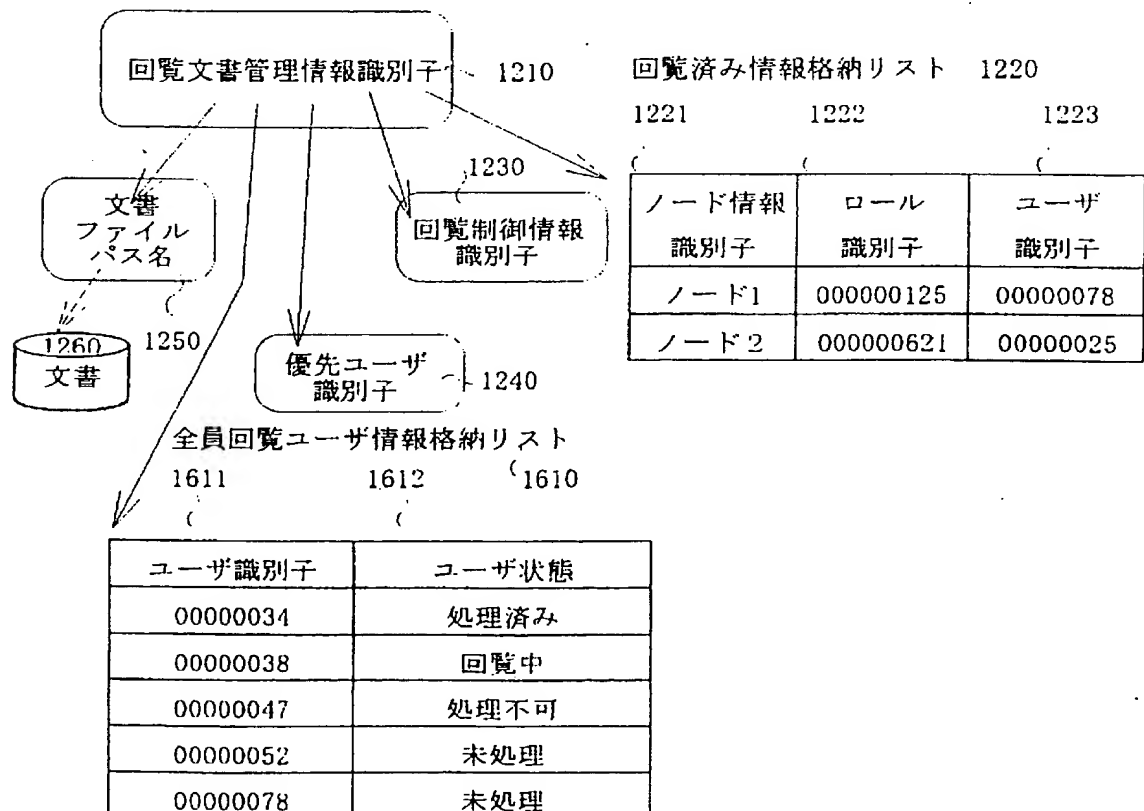 回覧文書管理情報識別子 1210
回覧済み情報格納リスト 1220
1221 1222 1223
ノード情報識別子 ロール識別子 ユーザ識別子
ノード1 000000125 00000078
ノード2 000000621 00000025
文書
ファイル
パス名
1250
1230
回覧制御情報
識別子
1260
文書
優先ユーザ
識別子
1240
全員回覧ユーザ情報格納リスト
1611 1612 1610
ユーザ識別子 ユーザ状態
00000034 処理済み
00000038 回覧中
00000047 処理不可
00000052 未処理
00000078 未処理